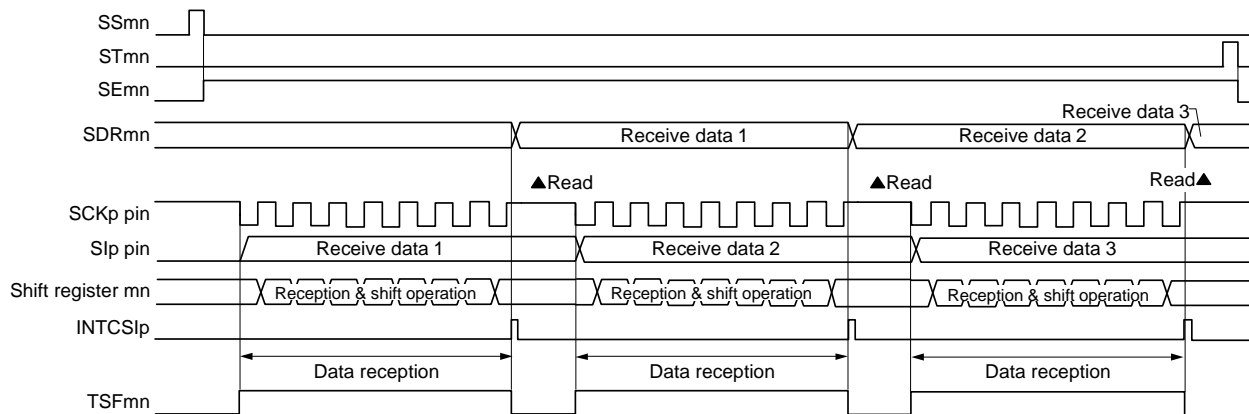 SSmn
STmn
SEmn
Receive data 3
SDRmn Receive data 1 Receive data 2
▲Read ▲Read Read▲
SCKp pin
SIp pin Receive data 1 Receive data 2 Receive data 3
Shift register mn Reception & shift operation Reception & shift operation Reception & shift operation
INTCSIp
Data reception Data reception Data reception
TSFmn